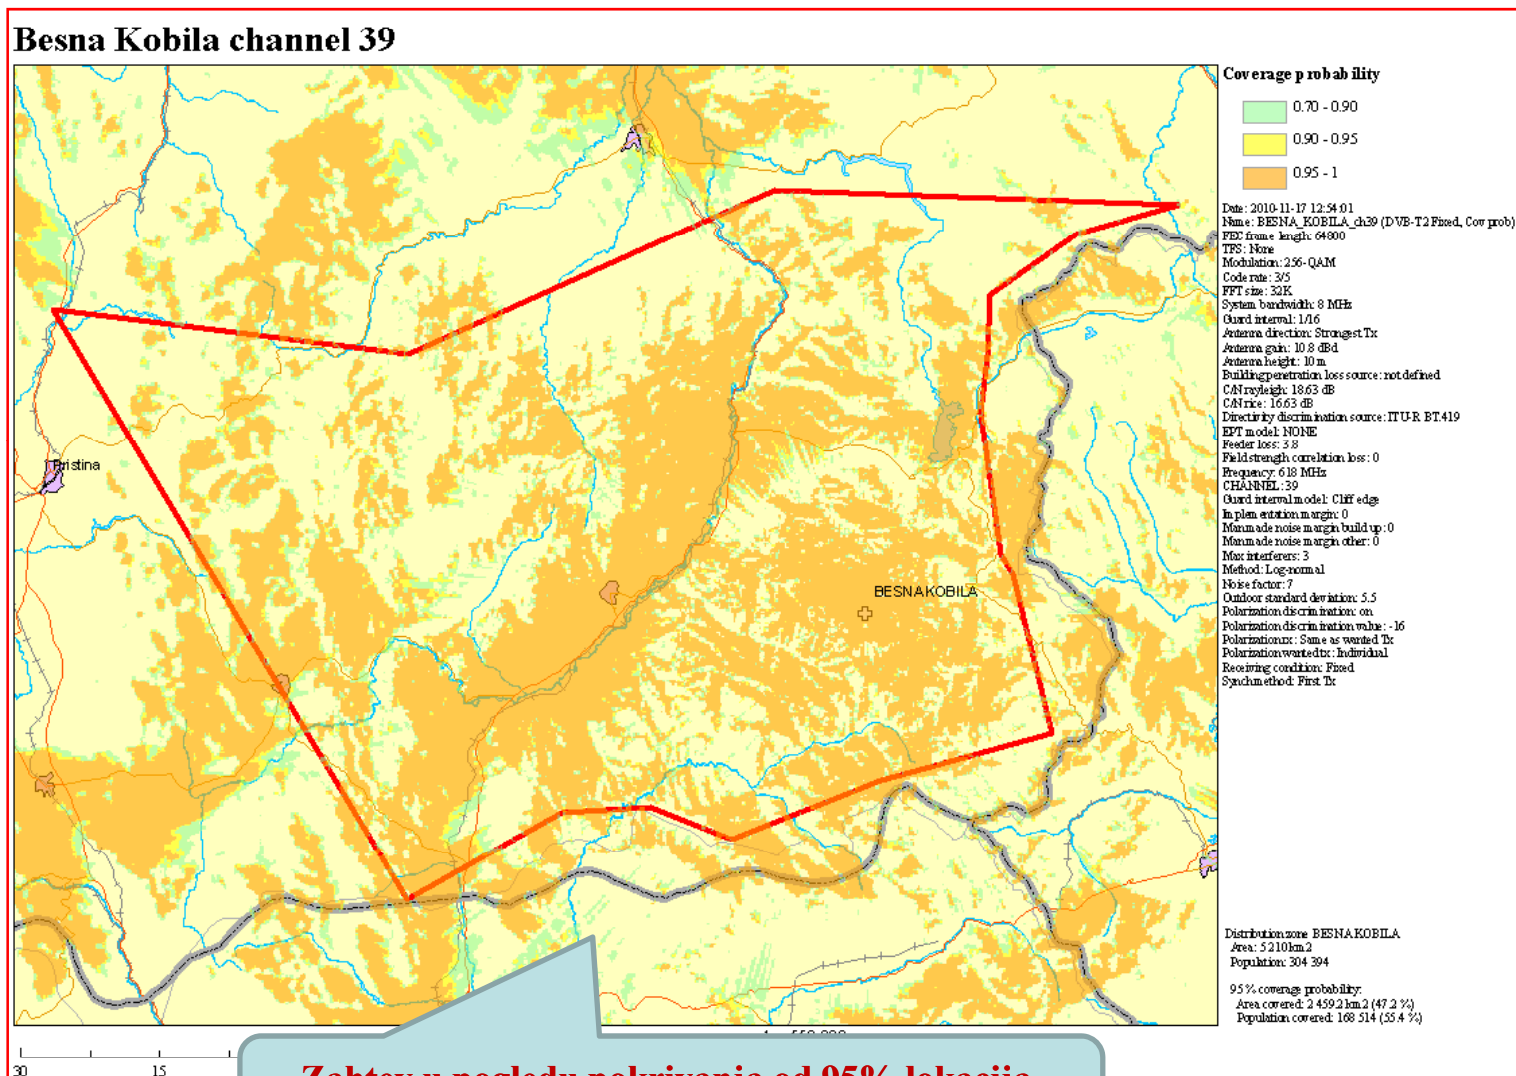 Besna Kobila channel 39
Coverage probability
0.70 - 0.90
0.90 - 0.95
0.95 - 1
Date: 2010-11-17 12:54:01
Name: BESNA_KOBILA_ch39 (DVB-T2 Fixed, Cov prob)
FEC frame length: 64800
TFS: None
Modulation: 256-QAM
Code rate: 3/5
FFT size: 32K
System bandwidth: 8 MHz
Guard interval: 1/16
Antenna direction: Strongest Tx
Antenna gain: 10.8 dBd
Antenna height: 10 m
Building penetration loss source: not defined
C/N rayleigh: 18.63 dB
C/N rice: 16.63 dB
Directivity discrimination source: ITU-R BT.419
EPT model: NONE
Feeder loss: 3.8
Field strength correlation loss: 0
Frequency: 618 MHz
CHANNEL: 39
Guard interval model: Cliff edge
Implementation margin: 0
Manmade noise margin build up: 0
Manmade noise margin other: 0
Max interferers: 3
Method: Log-normal
Noise factor: 7
Outdoor standard deviation: 5.5
Polarization discrimination: on
Polarization discrimination value: -16
Polarization rx: Same as wanted Tx
Polarization wanted tx: Individual
Receiving condition: Fixed
Synch method: First Tx
Pristina
BESNA KOBILA
Distribution zone BESNA KOBILA
Area: 5 210 km2
Population: 304 394
95 % coverage probability:
Area covered: 2 459.2 km2 (47.2 %)
Population covered: 168 514 (55.4 %)
30 15
Zahtev u pogledu pokrivanja od 95% lokacija